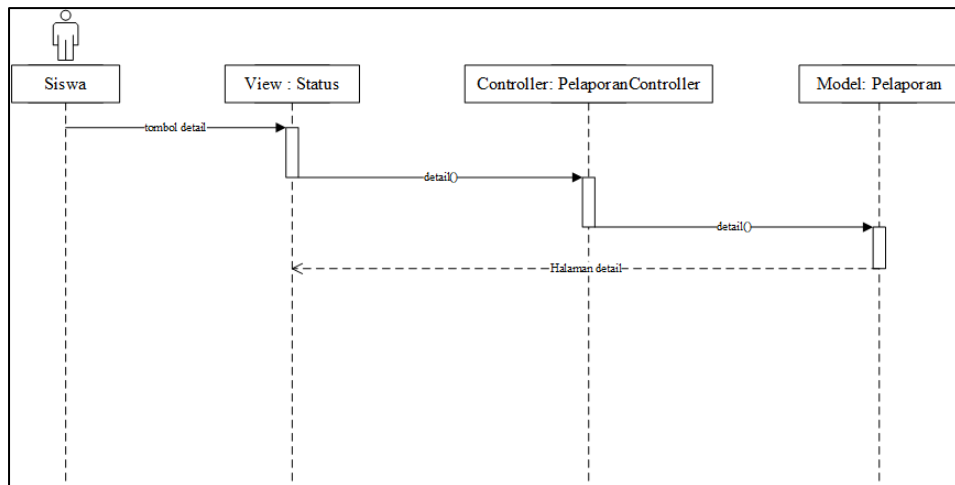 Siswa
View : Status
Controller: PelaporanController
Model: Pelaporan
tombol detail
detail()
detail()
Halaman detail